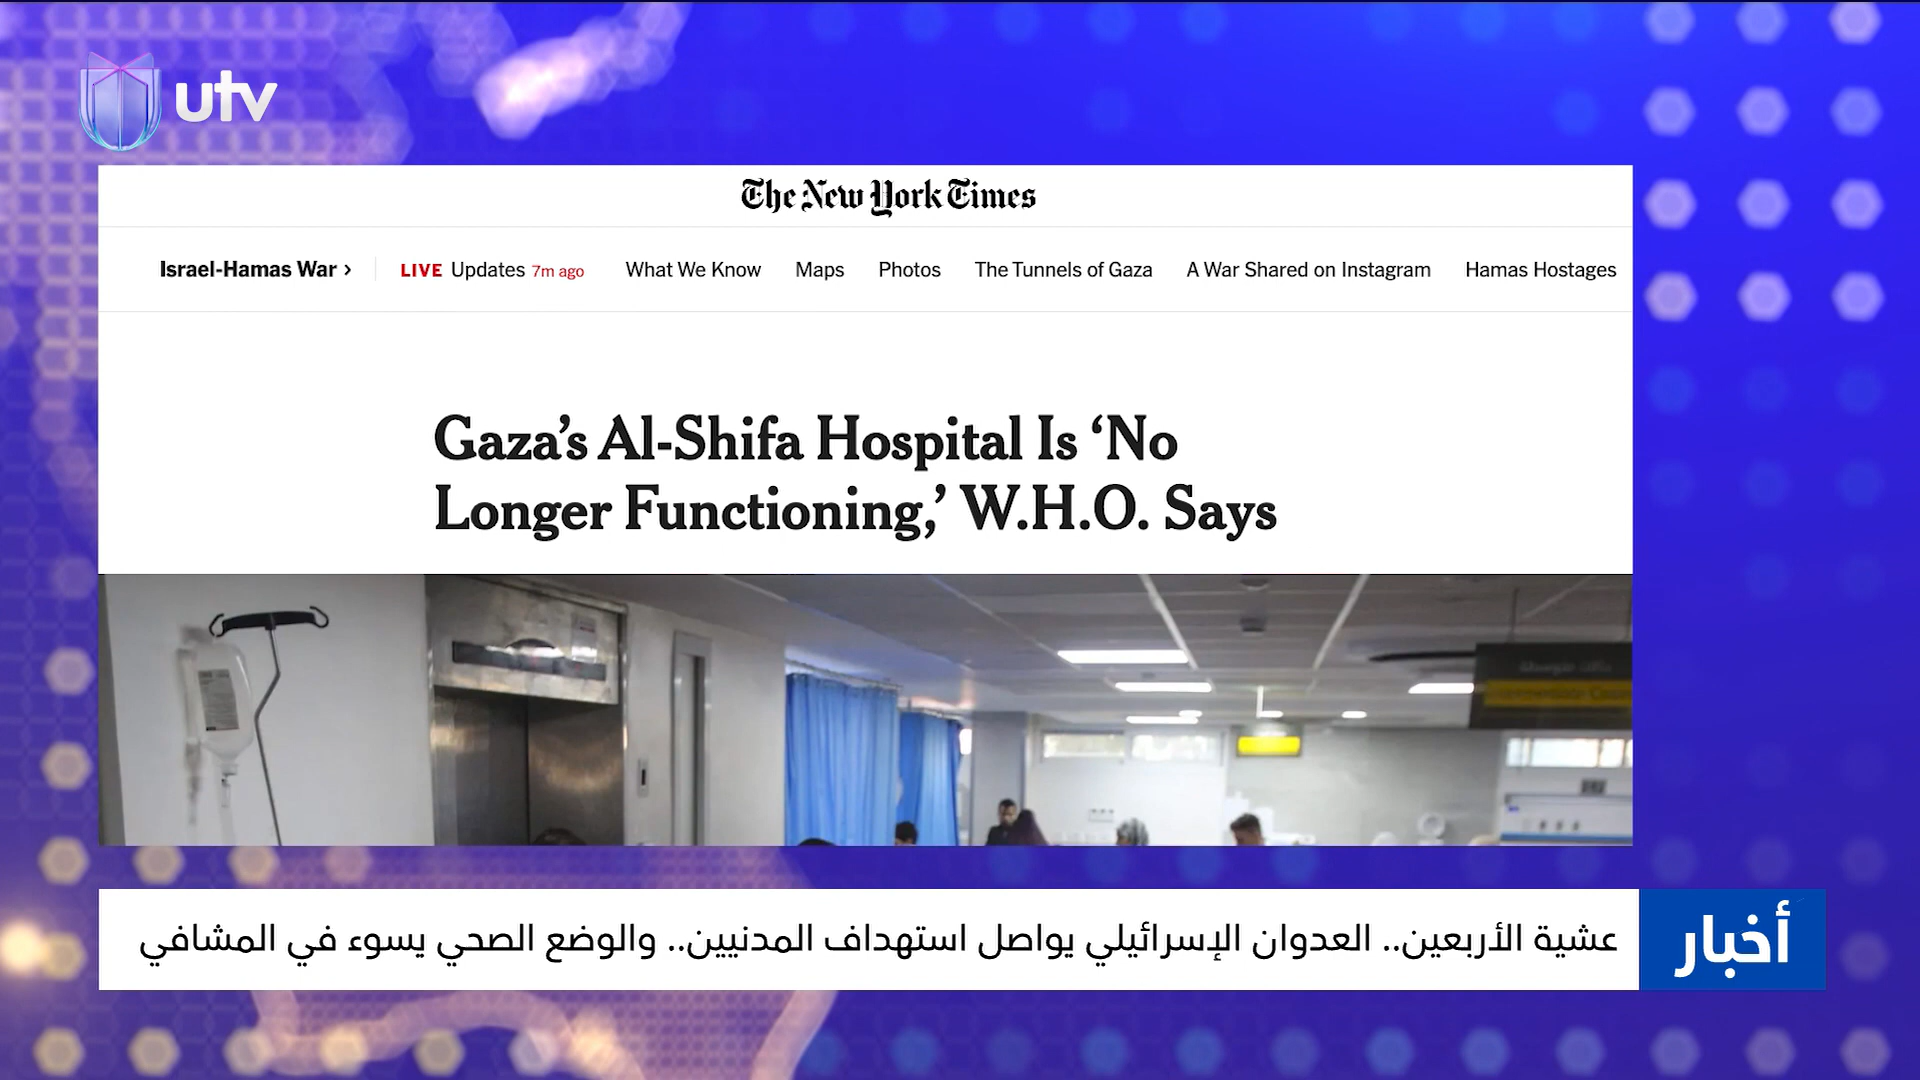 utv
The New York Times
Israel-Hamas War › LIVE Updates 7m ago What We Know Maps Photos The Tunnels of Gaza A War Shared on Instagram Hamas Hostages
Gaza’s Al-Shifa Hospital Is ‘No
Longer Functioning,’ W.H.O. Says
أخبار
عشية الأربعين.. العدوان الإسرائيلي يواصل استهداف المدنيين.. والوضع الصحي يسوء في المشافي